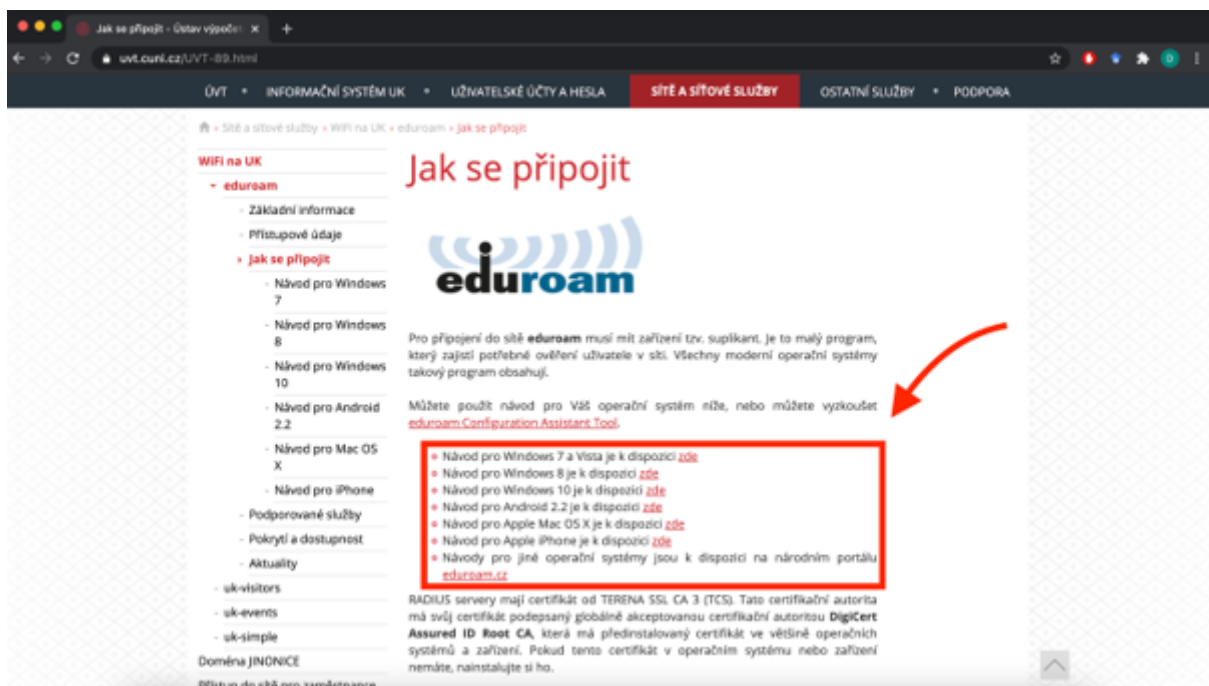 Jak se připojit - Ústav výpočet
uvt.cuni.cz/UVT-89.html
ÚVT • INFORMAČNÍ SYSTÉM UK • UŽIVATELSKÉ ÚČTY A HESLA SÍTĚ A SÍŤOVÉ SLUŽBY OSTATNÍ SLUŽBY • PODPORA
» Sítě a síťové služby » WiFi na UK » eduroam » Jak se připojit
WiFi na UK
eduroam
Základní informace
Přístupové údaje
Jak se připojit
Návod pro Windows
7
Návod pro Windows
8
Návod pro Windows
10
Návod pro Android
2.2
Návod pro Mac OS
X
Návod pro iPhone
Podporované služby
Pokrytí a dostupnost
Aktuality
uk-visitors
uk-events
uk-simple
Doména JINONICE
Přístup do sítě pro zaměstnance
Jak se připojit
eduroam
Pro připojení do sítě eduroam musí mít zařízení tzv. suplikant. Je to malý program,
který zajistí potřebné ověření uživatele v síti. Všechny moderní operační systémy
takový program obsahují.
Můžete použít návod pro Váš operační systém níže, nebo můžete vyzkoušet
eduroam Configuration Assistant Tool.
Návod pro Windows 7 a Vista je k dispozici zde
Návod pro Windows 8 je k dispozici zde
Návod pro Windows 10 je k dispozici zde
Návod pro Android 2.2 je k dispozici zde
Návod pro Apple Mac OS X je k dispozici zde
Návod pro Apple iPhone je k dispozici zde
Návody pro jiné operační systémy jsou k dispozici na národním portálu
eduroam.cz
RADIUS servery mají certifikát od TERENA SSL CA 3 (TCS). Tato certifikační autorita
má svůj certifikát podepsaný globálně akceptovanou certifikační autoritou DigiCert
Assured ID Root CA, která má předinstalovaný certifikát ve většině operačních
systémů a zařízení. Pokud tento certifikát v operačním systému nebo zařízení
nemáte, nainstalujte si ho.